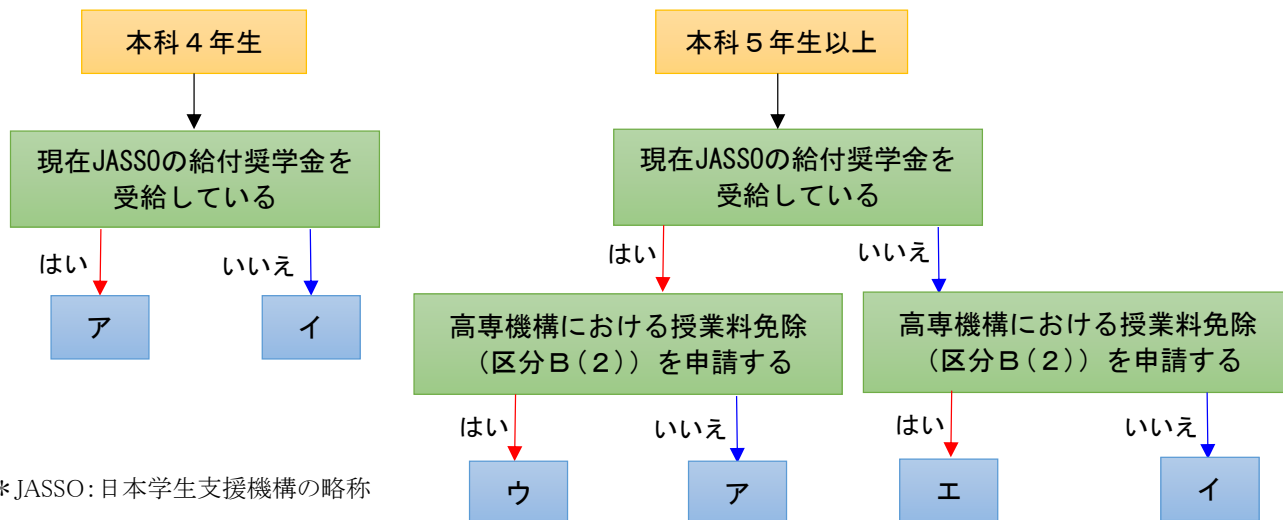 本科４年生
現在JASSOの給付奨学金を
受給している
はい
いいえ
ア
イ
本科５年生以上
現在JASSOの給付奨学金を
受給している
はい
いいえ
高専機構における授業料免除
（区分Ｂ(２)）を申請する
はい
いいえ
ウ
ア
高専機構における授業料免除
（区分Ｂ(２)）を申請する
はい
いいえ
エ
イ
＊JASSO：日本学生支援機構の略称